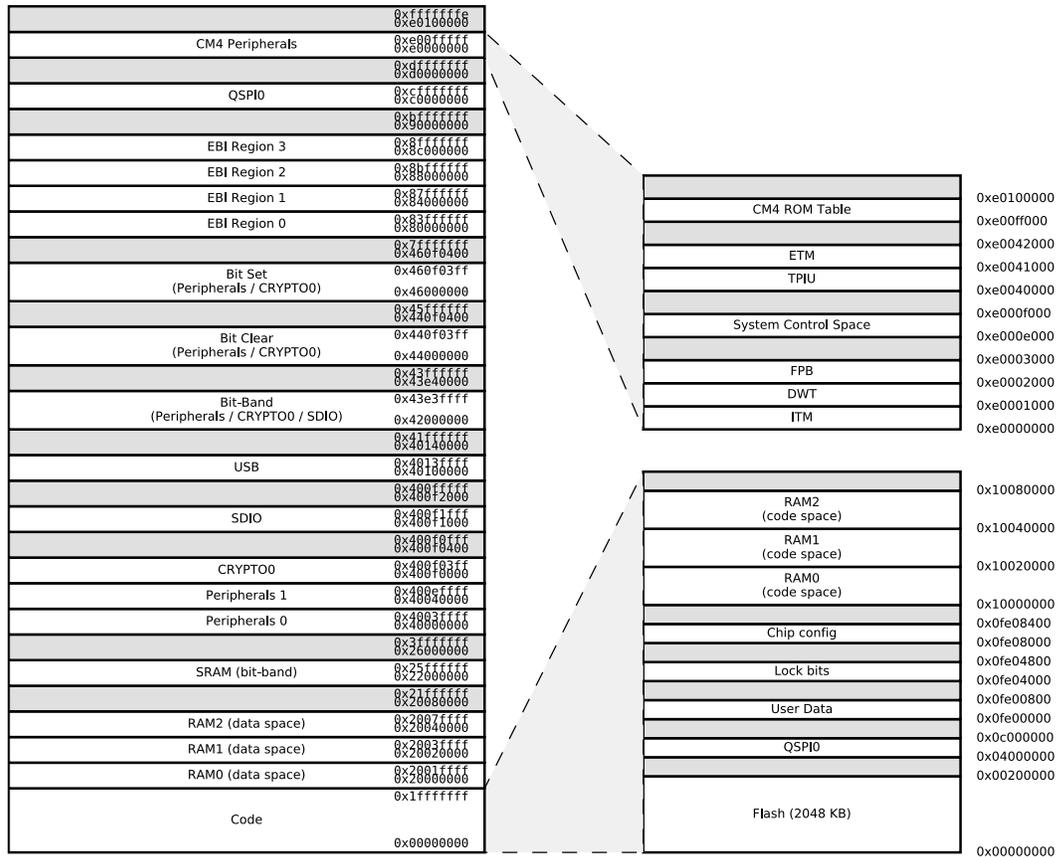 0xfffffffe
0xe0100000
CM4 Peripherals
0xe00fffff
0xe0000000
0xdfffffff
0xd0000000
QSPI0
0xcfffffff
0xc0000000
0xbfffffff
0x90000000
EBI Region 3
0x8fffffff
0x8c000000
EBI Region 2
0x8bffffff
0x88000000
EBI Region 1
0x87ffffff
0x84000000
EBI Region 0
0x83ffffff
0x80000000
0x7fffffff
0x460f0400
Bit Set
(Peripherals / CRYPTO0)
0x460f03ff
0x46000000
0x45ffffff
0x440f0400
Bit Clear
(Peripherals / CRYPTO0)
0x440f03ff
0x44000000
0x43ffffff
0x43e40000
Bit-Band
(Peripherals / CRYPTO0 / SDIO)
0x43e3ffff
0x42000000
0x41ffffff
0x40140000
USB
0x4013ffff
0x40100000
0x400fffff
0x400f2000
SDIO
0x400f1fff
0x400f1000
0x400f0fff
0x400f0400
CRYPTO0
0x400f03ff
0x400f0000
Peripherals 1
0x400effff
0x40040000
Peripherals 0
0x4003ffff
0x40000000
0x3fffffff
0x26000000
SRAM (bit-band)
0x25ffffff
0x22000000
0x21ffffff
0x20080000
RAM2 (data space)
0x2007ffff
0x20040000
RAM1 (data space)
0x2003ffff
0x20020000
RAM0 (data space)
0x2001ffff
0x20000000
0x1fffffff
Code
0x00000000
0xe0100000
CM4 ROM Table
0xe00ff000
0xe0042000
ETM
0xe0041000
TPIU
0xe0040000
0xe000f000
System Control Space
0xe000e000
0xe0003000
FPB
0xe0002000
DWT
0xe0001000
ITM
0xe0000000
0x10080000
RAM2
(code space)
0x10040000
RAM1
(code space)
0x10020000
RAM0
(code space)
0x10000000
0x0fe08400
Chip config
0x0fe08000
0x0fe04800
Lock bits
0x0fe04000
0x0fe00800
User Data
0x0fe00000
0x0c000000
QSPI0
0x04000000
0x00200000
Flash (2048 KB)
0x00000000